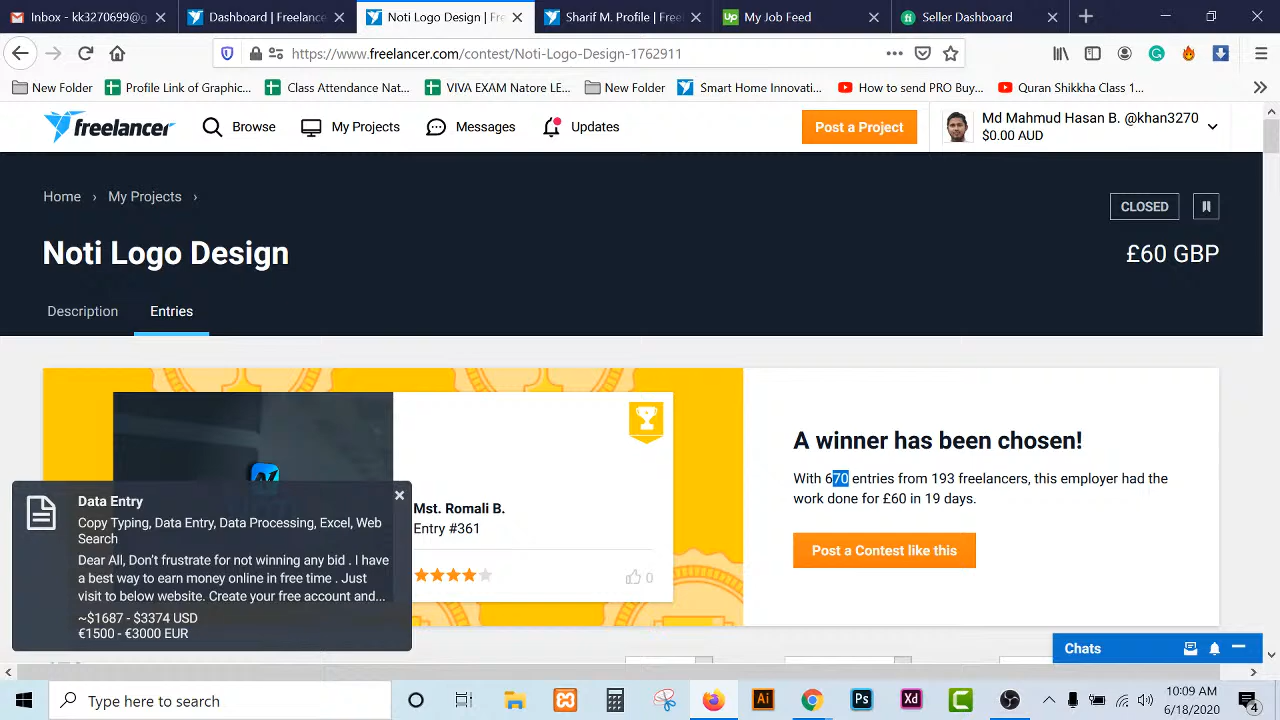 Inbox - kk3270699@g
Dashboard | Freelance
Noti Logo Design | Fre
Sharif M. Profile | Freel
My Job Feed
Seller Dashboard
https://www.freelancer.com/contest/Noti-Logo-Design-1762911
New Folder
Probe Link of Graphic...
Class Attendance Nat...
VIVA EXAM Natore LE...
New Folder
Smart Home Innovati...
How to send PRO Buy...
Quran Shikkha Class 1...
freelancer
Browse
My Projects
Messages
Updates
Post a Project
Md Mahmud Hasan B. @khan3270
$0.00 AUD
Home › My Projects ›
CLOSED
Noti Logo Design
£60 GBP
Description
Entries
A winner has been chosen!
With 670 entries from 193 freelancers, this employer had the
work done for £60 in 19 days.
Post a Contest like this
Mst. Romali B.
Entry #361
0
Data Entry
Copy Typing, Data Entry, Data Processing, Excel, Web
Search
Dear All, Don't frustrate for not winning any bid . I have
a best way to earn money online in free time . Just
visit to below website. Create your free account and...
~$1687 - $3374 USD
€1500 - €3000 EUR
Chats
Type here to search
10:09 AM
6/18/2020
4